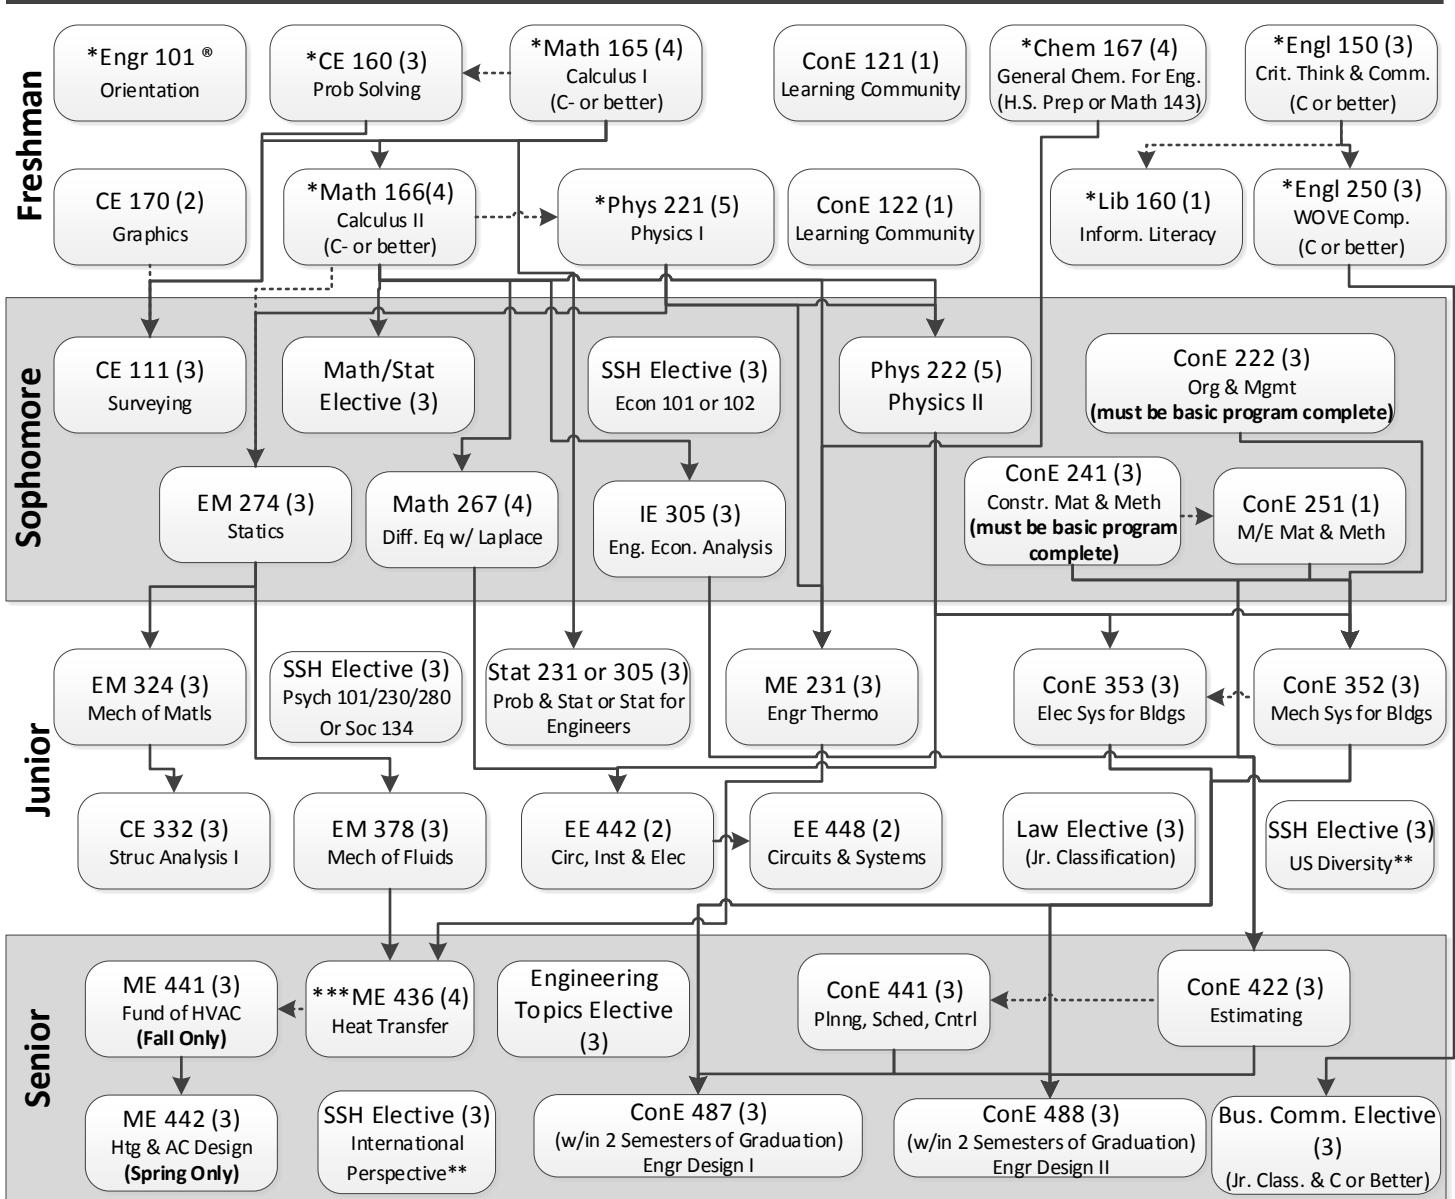 Freshman
*Engr 101 ®
Orientation
*CE 160 (3)
Prob Solving
*Math 165 (4)
Calculus I
(C- or better)
ConE 121 (1)
Learning Community
*Chem 167 (4)
General Chem. For Eng.
(H.S. Prep or Math 143)
*Engl 150 (3)
Crit. Think & Comm.
(C or better)
CE 170 (2)
Graphics
*Math 166(4)
Calculus II
(C- or better)
*Phys 221 (5)
Physics I
ConE 122 (1)
Learning Community
*Lib 160 (1)
Inform. Literacy
*Engl 250 (3)
WOVE Comp.
(C or better)
Sophomore
CE 111 (3)
Surveying
Math/Stat
Elective (3)
SSH Elective (3)
Econ 101 or 102
Phys 222 (5)
Physics II
ConE 222 (3)
Org & Mgmt
(must be basic program complete)
EM 274 (3)
Statics
Math 267 (4)
Diff. Eq w/ Laplace
IE 305 (3)
Eng. Econ. Analysis
ConE 241 (3)
Constr. Mat & Meth
(must be basic program
complete)
ConE 251 (1)
M/E Mat & Meth
Junior
EM 324 (3)
Mech of Matls
SSH Elective (3)
Psych 101/230/280
Or Soc 134
Stat 231 or 305 (3)
Prob & Stat or Stat for
Engineers
ME 231 (3)
Engr Thermo
ConE 353 (3)
Elec Sys for Bldgs
ConE 352 (3)
Mech Sys for Bldgs
CE 332 (3)
Struc Analysis I
EM 378 (3)
Mech of Fluids
EE 442 (2)
Circ, Inst & Elec
EE 448 (2)
Circuits & Systems
Law Elective (3)
(Jr. Classification)
SSH Elective (3)
US Diversity**
Senior
ME 441 (3)
Fund of HVAC
(Fall Only)
***ME 436 (4)
Heat Transfer
Engineering
Topics Elective
(3)
ConE 441 (3)
Plnng, Sched, Cntrl
ConE 422 (3)
Estimating
ME 442 (3)
Htg & AC Design
(Spring Only)
SSH Elective (3)
International
Perspective**
ConE 487 (3)
(w/in 2 Semesters of Graduation)
Engr Design I
ConE 488 (3)
(w/in 2 Semesters of Graduation)
Engr Design II
Bus. Comm. Elective
(3)
(Jr. Class. & C or Better)